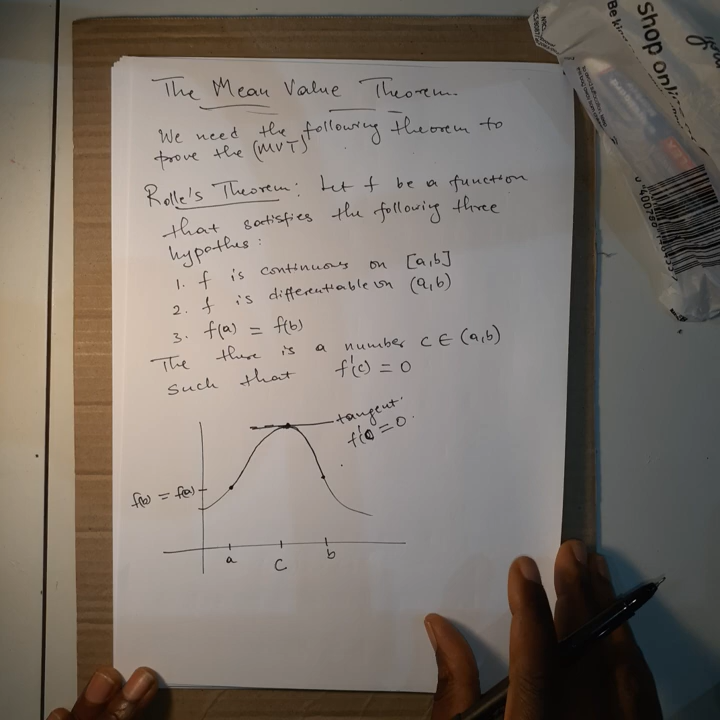 The Mean Value Theorem.
We need the following theorem to
prove the (MVT)
Rolle's Theorem: Let f be a function
that satisfies the following three
hypothes:
1. f is continuous on [a,b]
2. f is differentiable on (a,b)
3. f(a) = f(b)
The there is a number c ∈ (a,b)
such that f'(c) = 0
tangent.
f'(c) = 0.
f(b) = f(a)
a
C
b
shop onli
Be ki